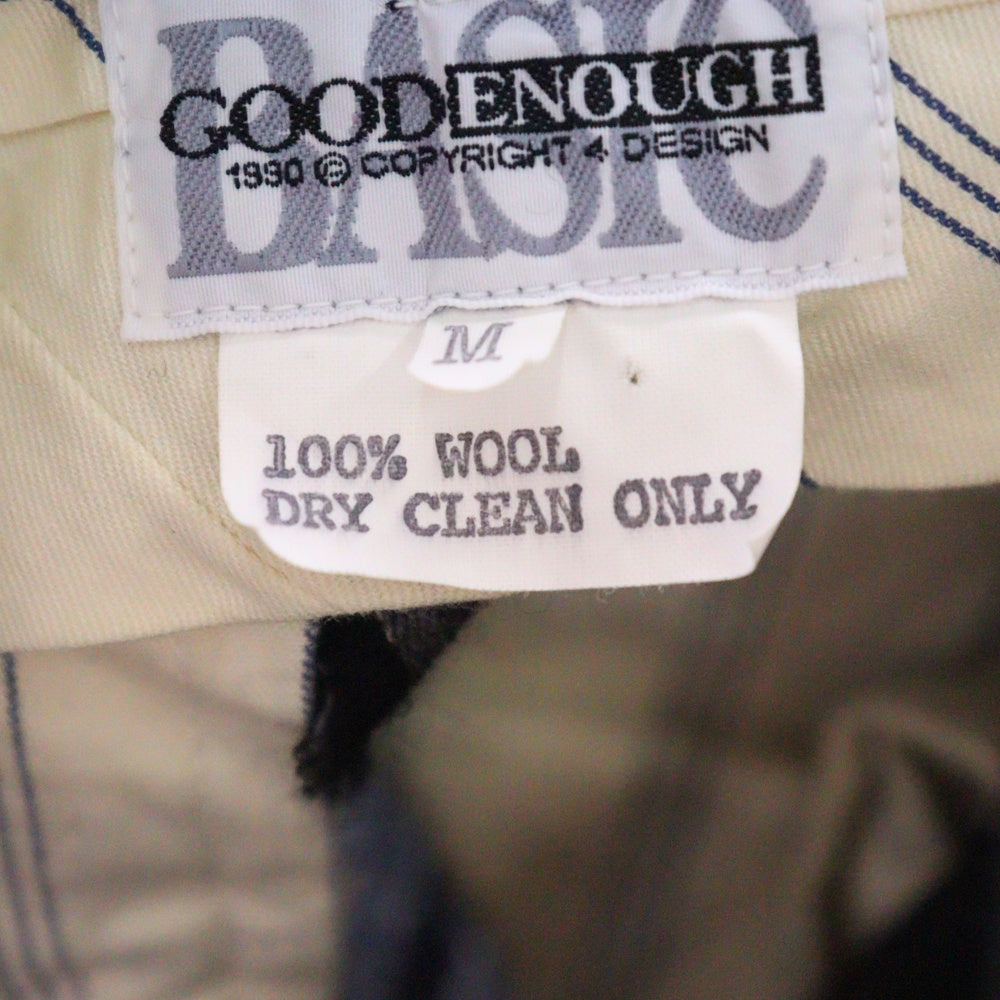 BASIC
GOODENOUGH
1990 © COPYRIGHT 4 DESIGN
M
100% WOOL
DRY CLEAN ONLY